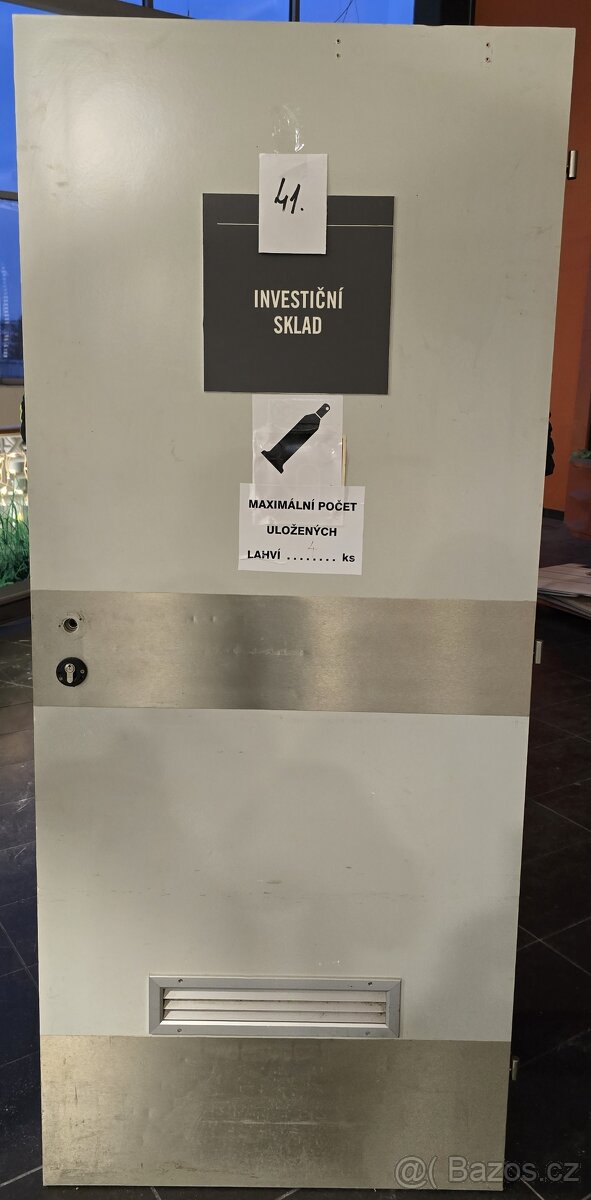 41.
INVESTIČNÍ
SKLAD
MAXIMÁLNÍ POČET
ULOŽENÝCH
LAHVÍ ...4..... ks
@( Bazos.cz